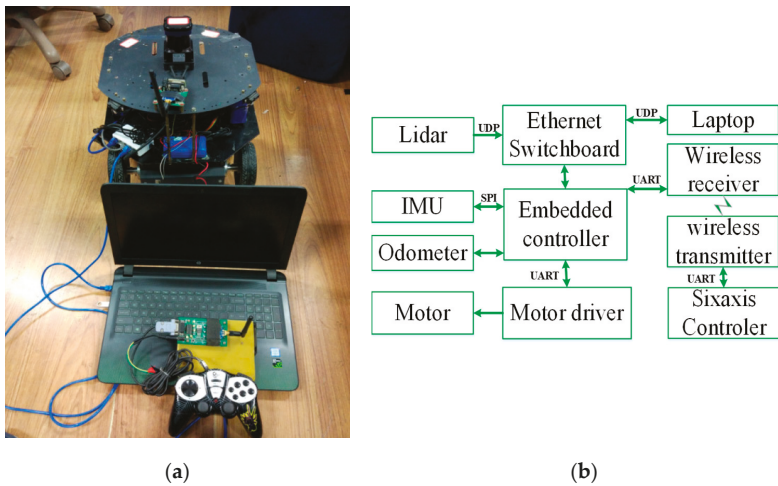 Lidar
UDP
Ethernet
Switchboard
UDP
Laptop
Wireless
receiver
UART
IMU
SPI
Embedded
controller
wireless
transmitter
Odometer
UART
UART
Motor
Motor driver
Sixaxis
Controler
(a)
(b)